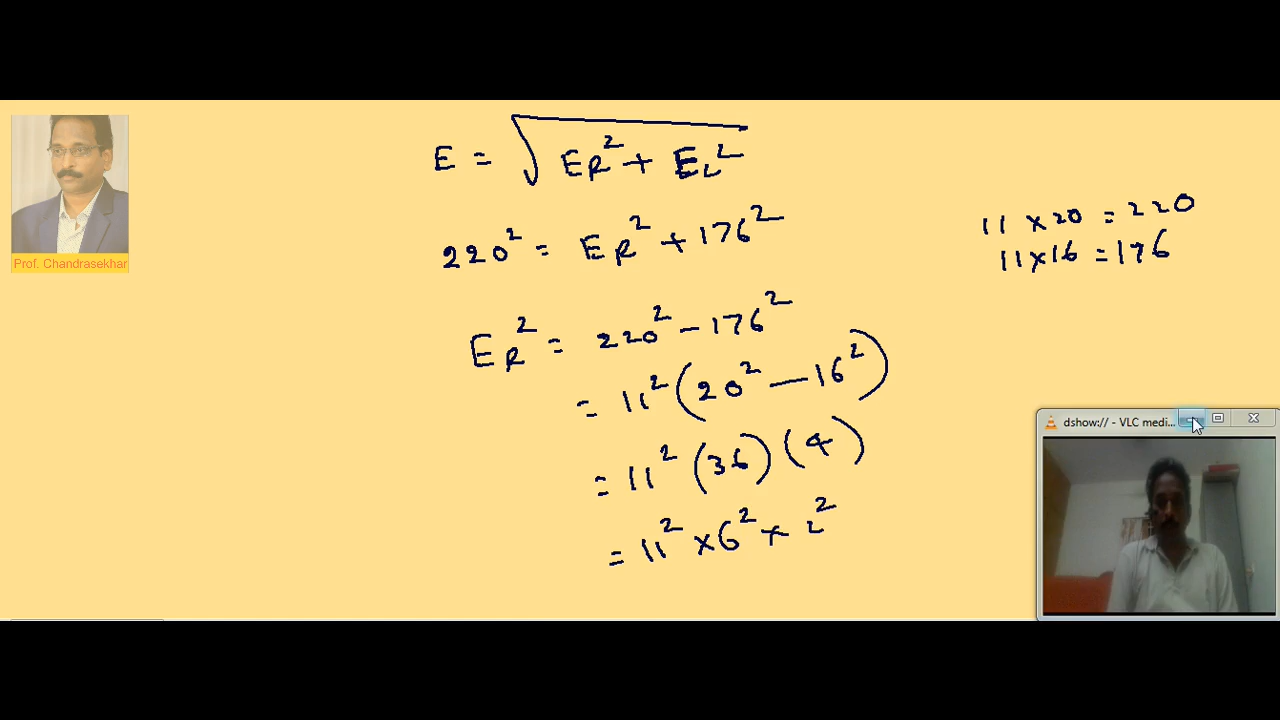 E = √(ER² + EL²)
220² = ER² + 176²
11 × 20 = 220
11 × 16 = 176
ER² = 220² – 176²
= 11² (20² – 16²)
= 11² (36) (4)
= 11² × 6² × 2²
Prof. Chandrasekhar
dshow:// - VLC medi...